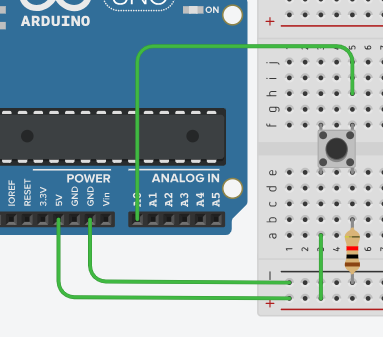 UNO
ARDUINO
ON
POWER
ANALOG IN
IOREF
RESET
3.3V
5V
GND
GND
Vin
A0
A1
A2
A3
A4
A5
+
j
i
h
g
f
e
d
c
b
a
1
2
3
4
5
6
−
+